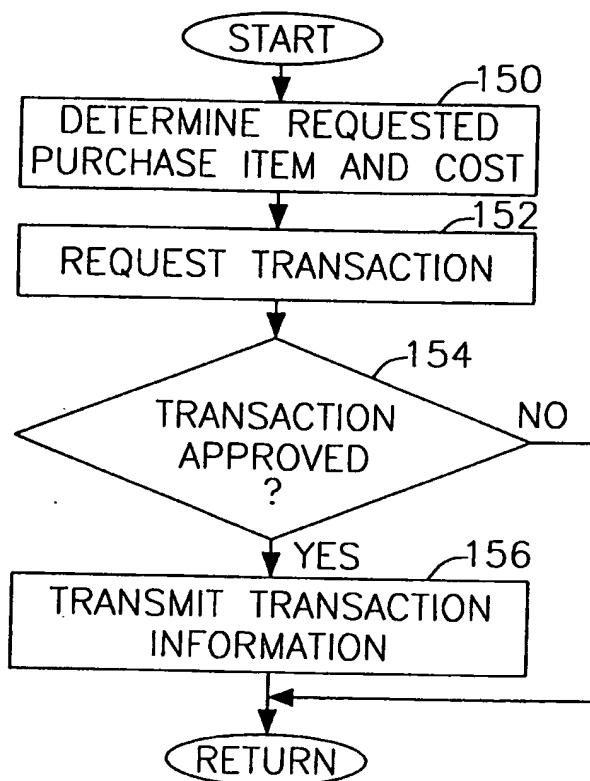 START
150
DETERMINE REQUESTED
PURCHASE ITEM AND COST
152
REQUEST TRANSACTION
154
TRANSACTION
APPROVED
?
NO
YES
156
TRANSMIT TRANSACTION
INFORMATION
RETURN